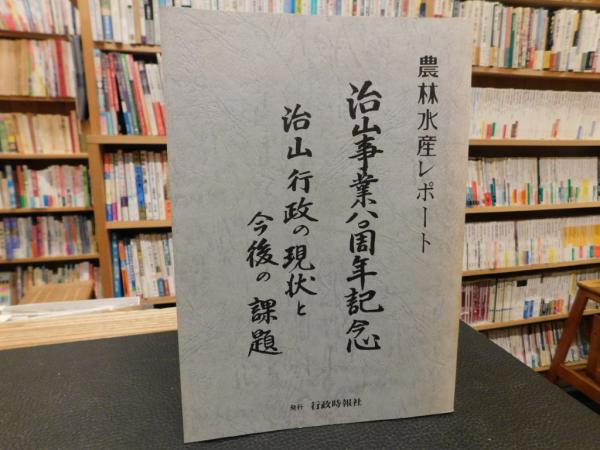 農林水産レポート
治山事業八〇周年記念
治山行政の現状と
今後の課題
発行 行政時報社